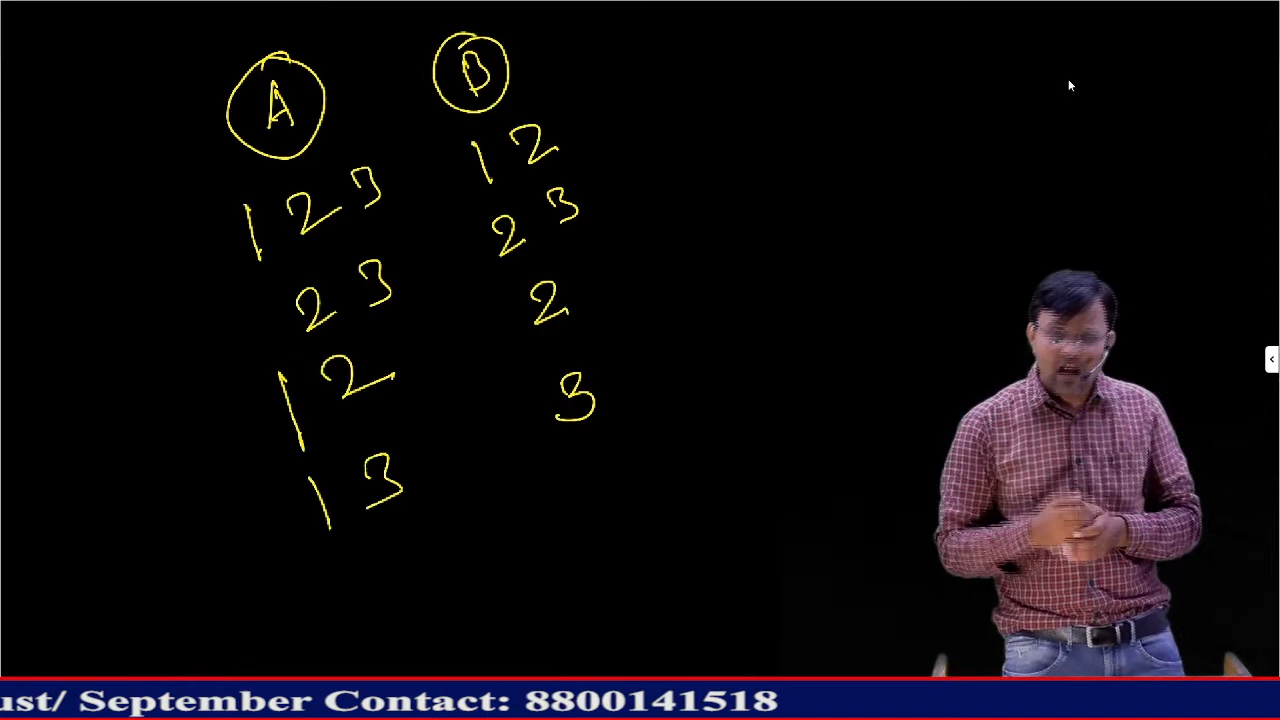 A
1 2 3
2 3
1 2
1 3
B
1 2
2 3
2
3
ust/ September Contact: 8800141518